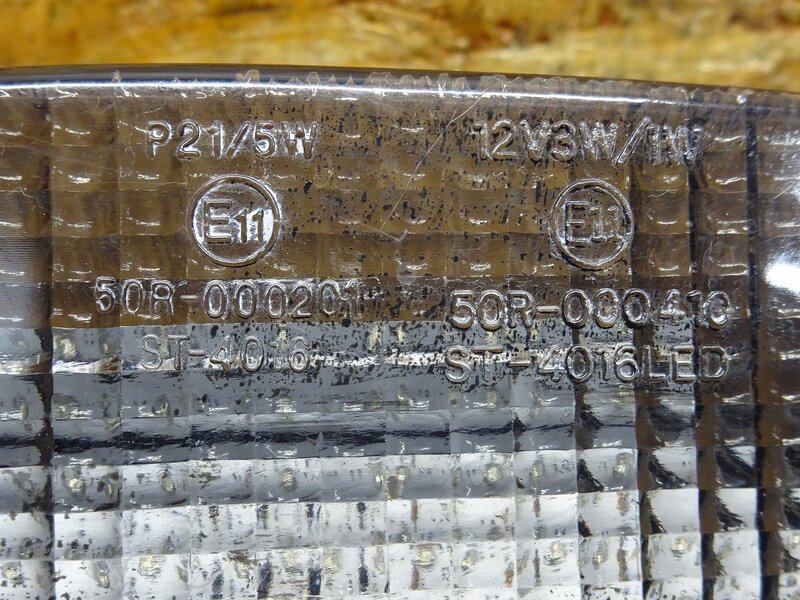 P21/5W
12V3W/1W
E11
E11
50R-000201
50R-000410
ST-4016
ST-4016LED